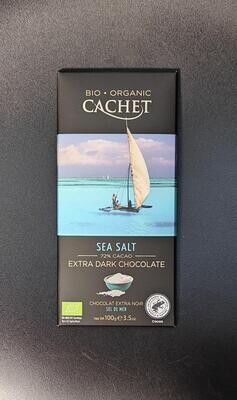 BIO • ORGANIC
CACHET
SEA SALT
72% CACAO
EXTRA DARK CHOCOLATE
CHOCOLAT EXTRA NOIR
SEL DE MER
100g ℮ 3.5oz